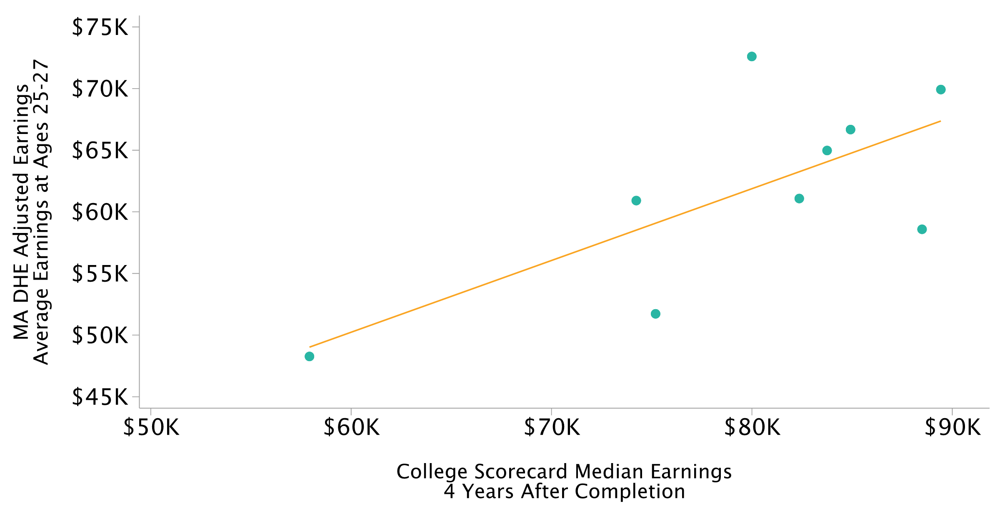 MA DHE Adjusted Earnings
Average Earnings at Ages 25-27
$75K
$70K
$65K
$60K
$55K
$50K
$45K
$50K
$60K
$70K
$80K
$90K
College Scorecard Median Earnings
4 Years After Completion